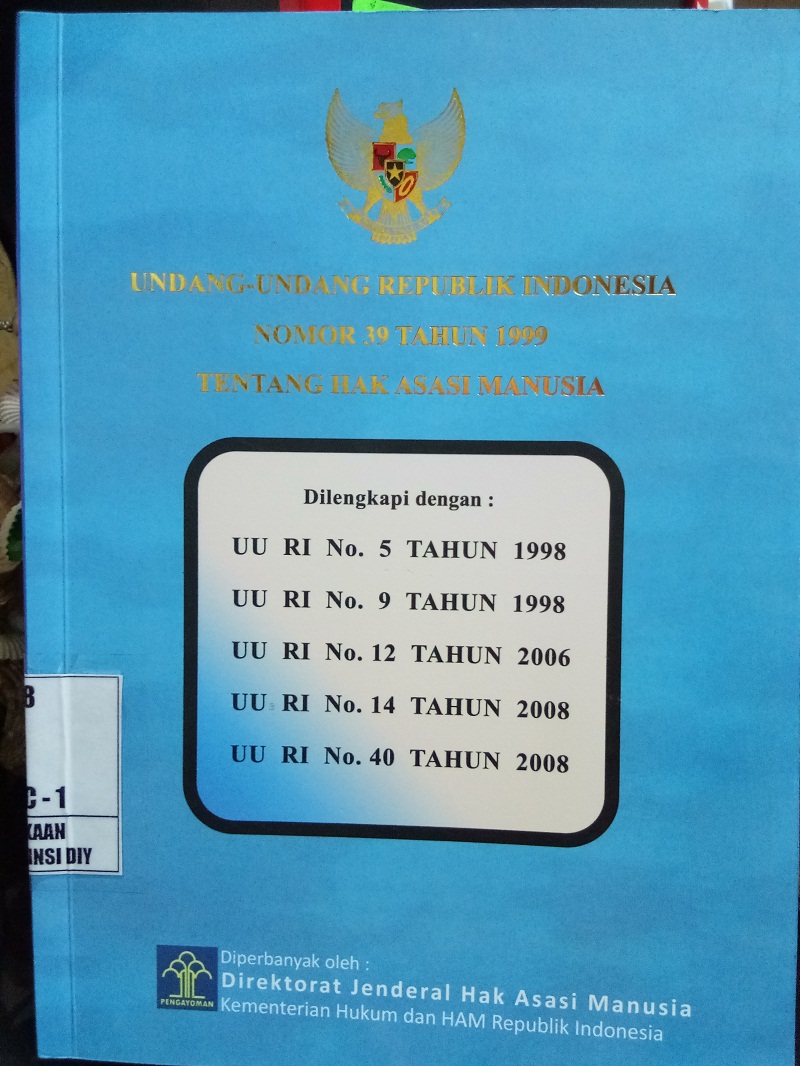 UNDANG-UNDANG REPUBLIK INDONESIA
NOMOR 39 TAHUN 1999
TENTANG HAK ASASI MANUSIA
Dilengkapi dengan :
UU RI No. 5 TAHUN 1998
UU RI No. 9 TAHUN 1998
UU RI No. 12 TAHUN 2006
UU RI No. 14 TAHUN 2008
UU RI No. 40 TAHUN 2008
C-1
KAAN
INSI DIY
PENGAYOMAN
Diperbanyak oleh :
Direktorat Jenderal Hak Asasi Manusia
Kementerian Hukum dan HAM Republik Indonesia